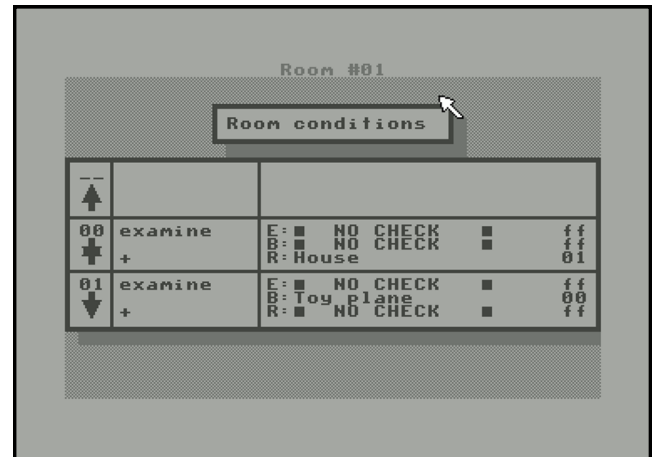 Room #01
Room conditions
--
00 examine E:■ NO CHECK ■ ff
B:■ NO CHECK ■ ff
+ R:House 01
01 examine E:■ NO CHECK ■ ff
B:Toy plane 00
+ R:■ NO CHECK ■ ff